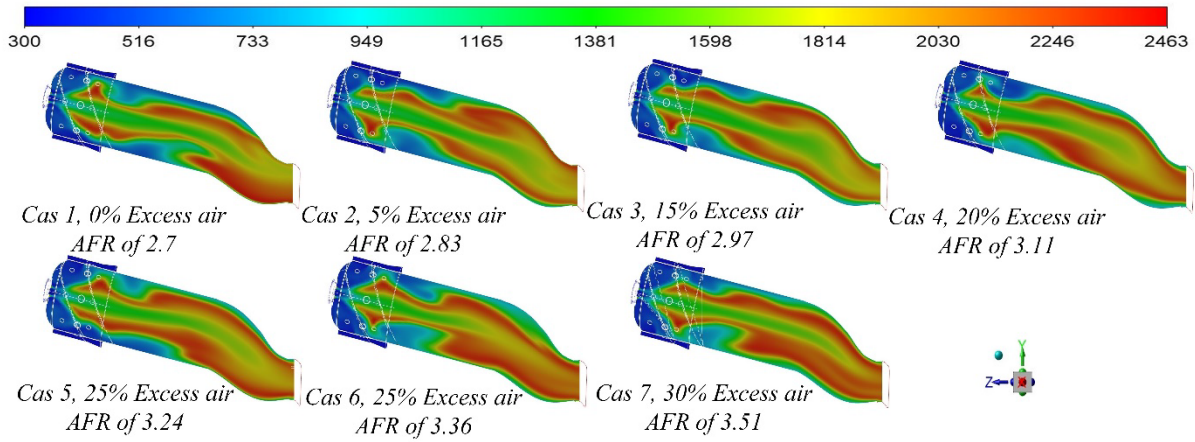 300 516 733 949 1165 1381 1598 1814 2030 2246 2463
Cas 1, 0% Excess air
AFR of 2.7
Cas 2, 5% Excess air
AFR of 2.83
Cas 3, 15% Excess air
AFR of 2.97
Cas 4, 20% Excess air
AFR of 3.11
Cas 5, 25% Excess air
AFR of 3.24
Cas 6, 25% Excess air
AFR of 3.36
Cas 7, 30% Excess air
AFR of 3.51
Y
Z